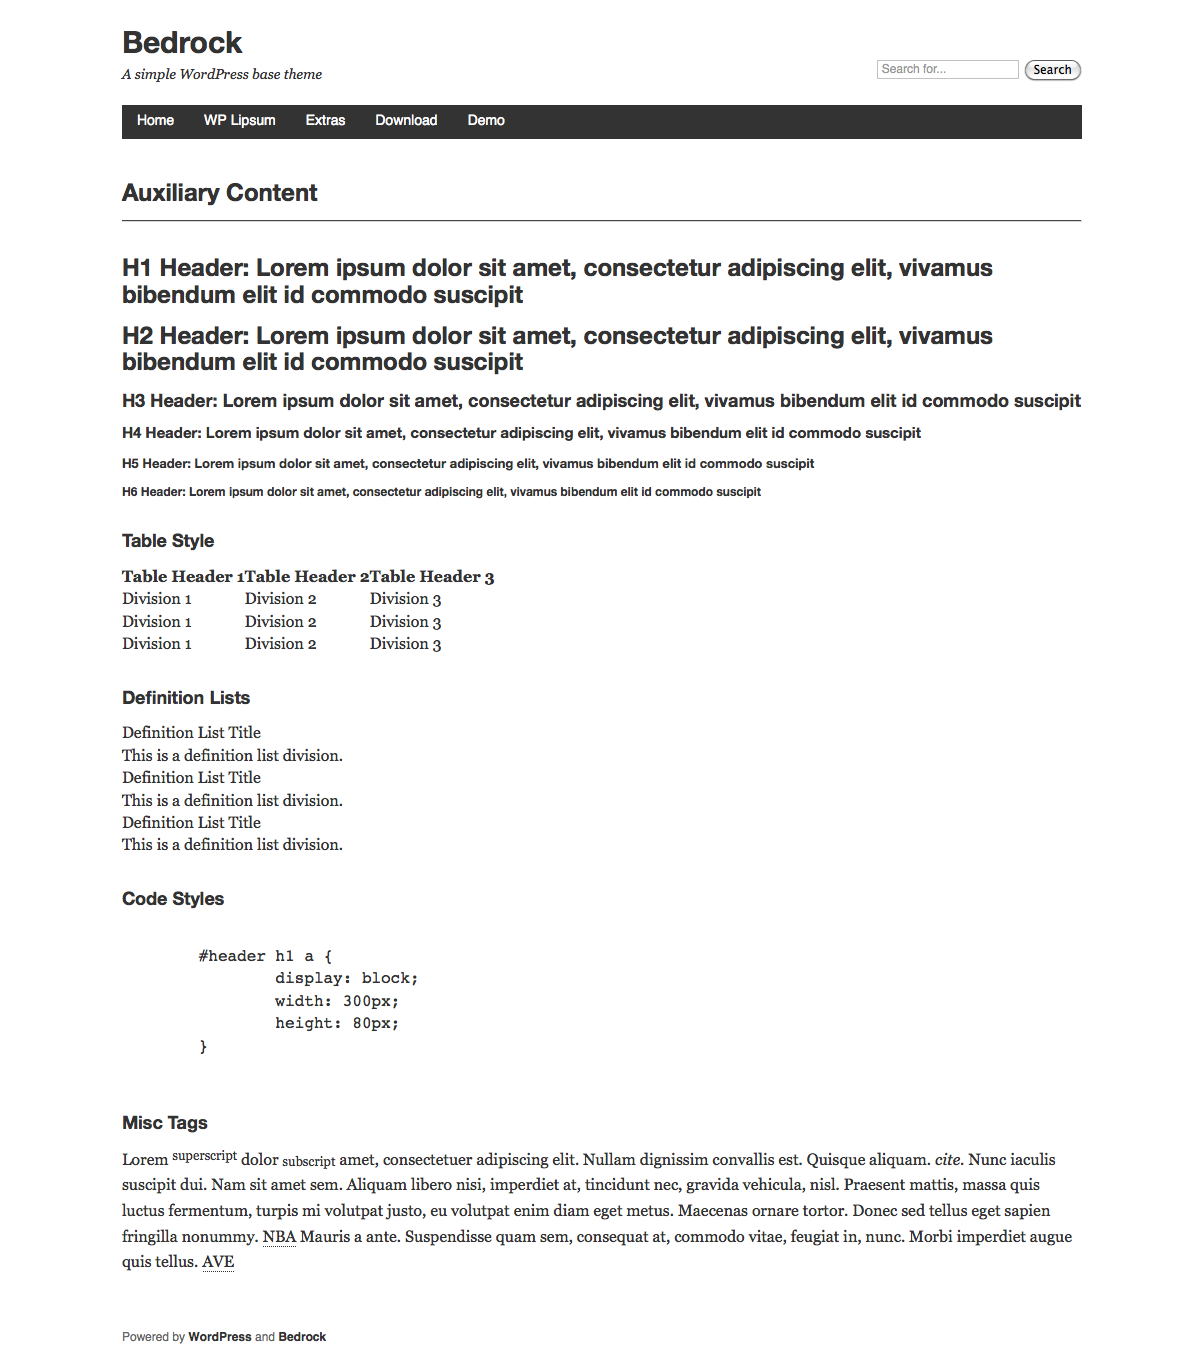 Bedrock
A simple WordPress base theme
Search for... Search
Home WP Lipsum Extras Download Demo
Auxiliary Content
H1 Header: Lorem ipsum dolor sit amet, consectetur adipiscing elit, vivamus
bibendum elit id commodo suscipit
H2 Header: Lorem ipsum dolor sit amet, consectetur adipiscing elit, vivamus
bibendum elit id commodo suscipit
H3 Header: Lorem ipsum dolor sit amet, consectetur adipiscing elit, vivamus bibendum elit id commodo suscipit
H4 Header: Lorem ipsum dolor sit amet, consectetur adipiscing elit, vivamus bibendum elit id commodo suscipit
H5 Header: Lorem ipsum dolor sit amet, consectetur adipiscing elit, vivamus bibendum elit id commodo suscipit
H6 Header: Lorem ipsum dolor sit amet, consectetur adipiscing elit, vivamus bibendum elit id commodo suscipit
Table Style
Table Header 1 Table Header 2 Table Header 3
Division 1 Division 2 Division 3
Division 1 Division 2 Division 3
Division 1 Division 2 Division 3
Definition Lists
Definition List Title
This is a definition list division.
Definition List Title
This is a definition list division.
Definition List Title
This is a definition list division.
Code Styles
#header h1 a {
display: block;
width: 300px;
height: 80px;
}
Misc Tags
Lorem superscript dolor subscript amet, consectetuer adipiscing elit. Nullam dignissim convallis est. Quisque aliquam. cite. Nunc iaculis
suscipit dui. Nam sit amet sem. Aliquam libero nisi, imperdiet at, tincidunt nec, gravida vehicula, nisl. Praesent mattis, massa quis
luctus fermentum, turpis mi volutpat justo, eu volutpat enim diam eget metus. Maecenas ornare tortor. Donec sed tellus eget sapien
fringilla nonummy. NBA Mauris a ante. Suspendisse quam sem, consequat at, commodo vitae, feugiat in, nunc. Morbi imperdiet augue
quis tellus. AVE
Powered by WordPress and Bedrock